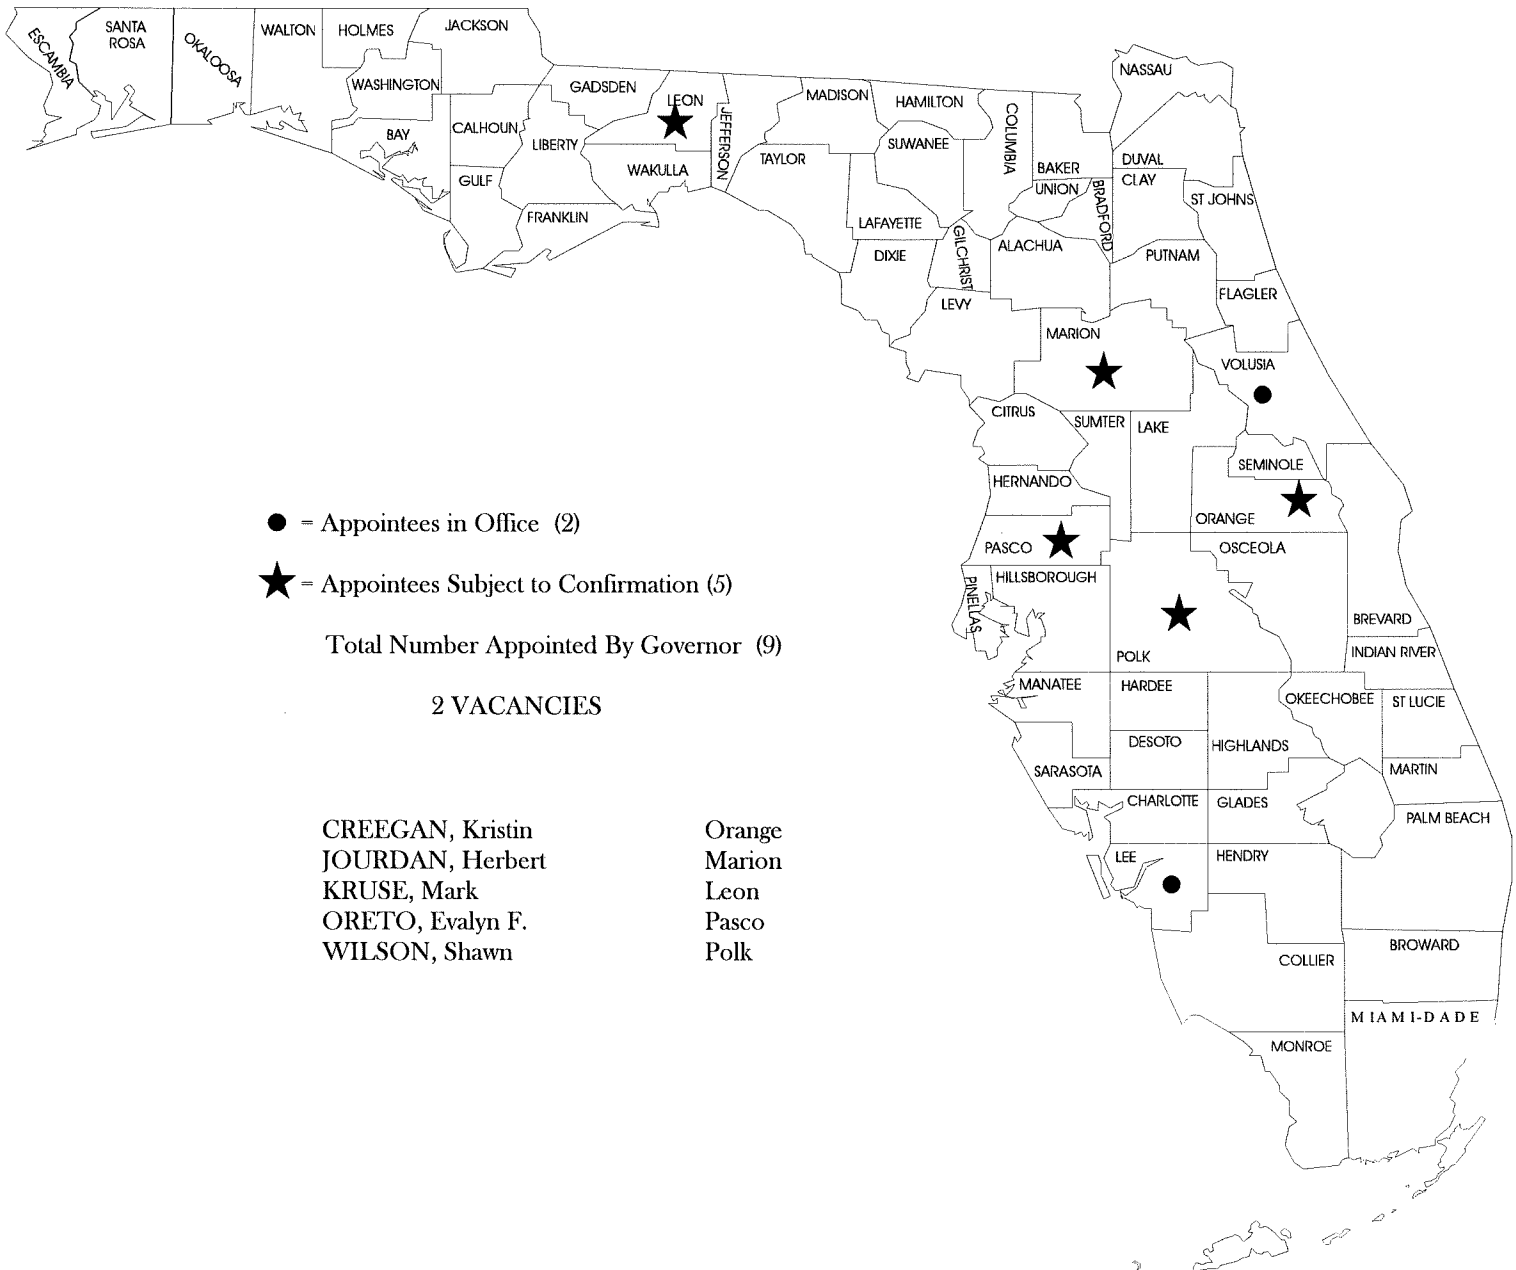 ESCAMBIA
SANTA
ROSA
OKALOOSA
WALTON
HOLMES
JACKSON
WASHINGTON
BAY
CALHOUN
GULF
LIBERTY
GADSDEN
LEON
WAKULLA
FRANKLIN
JEFFERSON
MADISON
TAYLOR
HAMILTON
SUWANEE
LAFAYETTE
DIXIE
COLUMBIA
GILCHRIST
BAKER
UNION
BRADFORD
ALACHUA
LEVY
NASSAU
DUVAL
CLAY
ST JOHNS
PUTNAM
FLAGLER
MARION
VOLUSIA
CITRUS
SUMTER
LAKE
SEMINOLE
HERNANDO
ORANGE
PASCO
OSCEOLA
HILLSBOROUGH
PINELLAS
POLK
BREVARD
INDIAN RIVER
MANATEE
HARDEE
OKEECHOBEE
ST LUCIE
DESOTO
HIGHLANDS
SARASOTA
MARTIN
CHARLOTTE
GLADES
PALM BEACH
LEE
HENDRY
BROWARD
COLLIER
MIAMI-DADE
MONROE
= Appointees in Office (2)
= Appointees Subject to Confirmation (5)
Total Number Appointed By Governor (9)
2 VACANCIES
CREEGAN, Kristin Orange
JOURDAN, Herbert Marion
KRUSE, Mark Leon
ORETO, Evalyn F. Pasco
WILSON, Shawn Polk